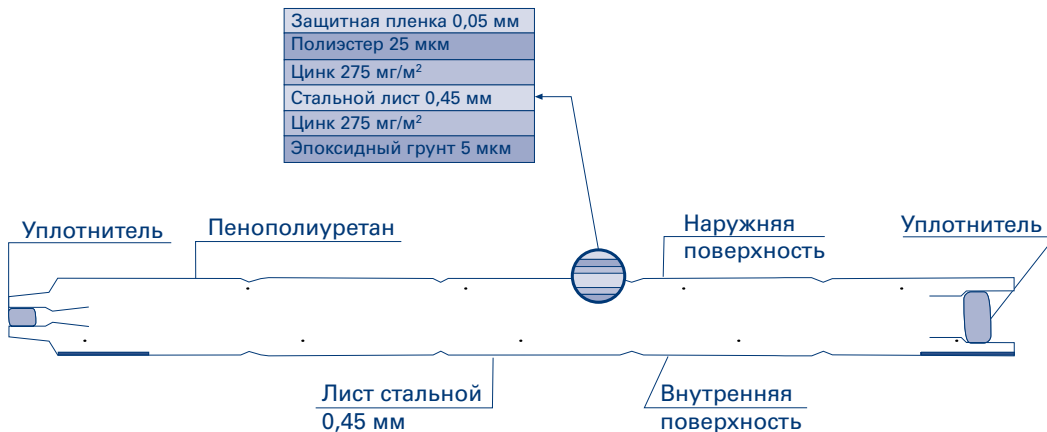 Защитная пленка 0,05 мм
Полиэстер 25 мкм
Цинк 275 мг/м²
Стальной лист 0,45 мм
Цинк 275 мг/м²
Эпоксидный грунт 5 мкм
Уплотнитель
Пенополиуретан
Наружняя
поверхность
Уплотнитель
Лист стальной
0,45 мм
Внутренняя
поверхность